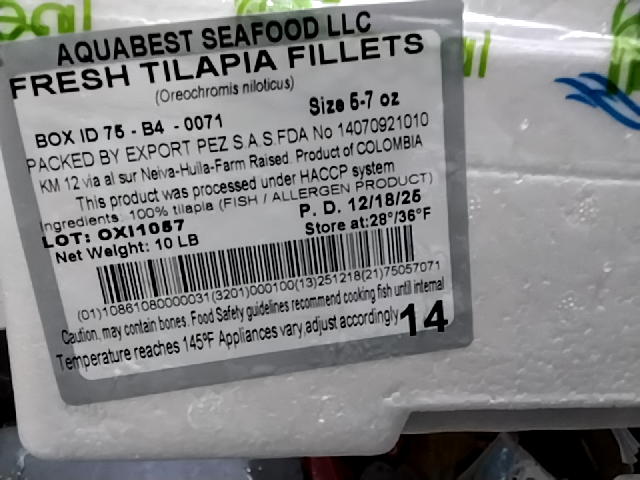 AQUABEST SEAFOOD LLC
FRESH TILAPIA FILLETS
(Oreochromis niloticus)
Size 5-7 oz
BOX ID 75 - B4 - 0071
PACKED BY EXPORT PEZ S.A.S.FDA No 14070921010
KM 12 via al sur Neiva-Huila-Farm Raised. Product of COLOMBIA
This product was processed under HACCP system
Ingredients: 100% tilapia (FISH / ALLERGEN PRODUCT)
LOT: OXI1057
P. D. 12/18/25
Net Weight: 10 LB
Store at:28°/36°F
(01)10861080000031(3201)000100(13)251218(21)75057071
Caution, may contain bones. Food Safety guidelines recommend cooking fish until internal
Temperature reaches 145°F Appliances vary,adjust accordingly
14